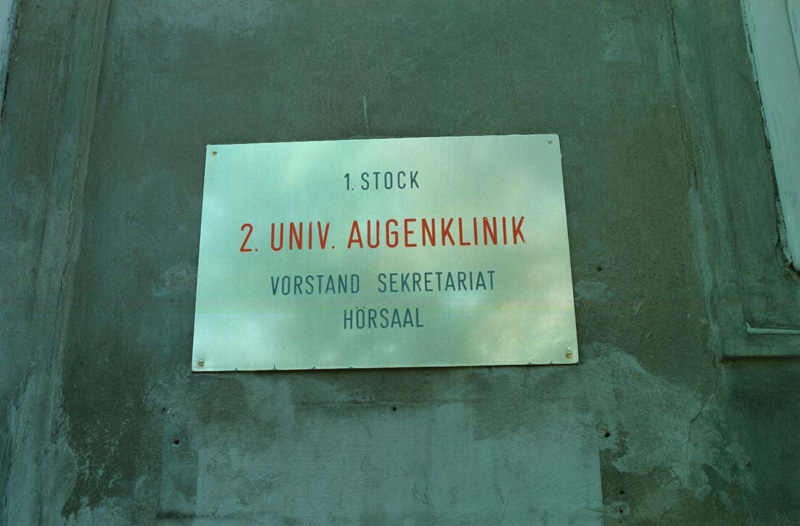 1. STOCK
2. UNIV. AUGENKLINIK
VORSTAND SEKRETARIAT
HÖRSAAL